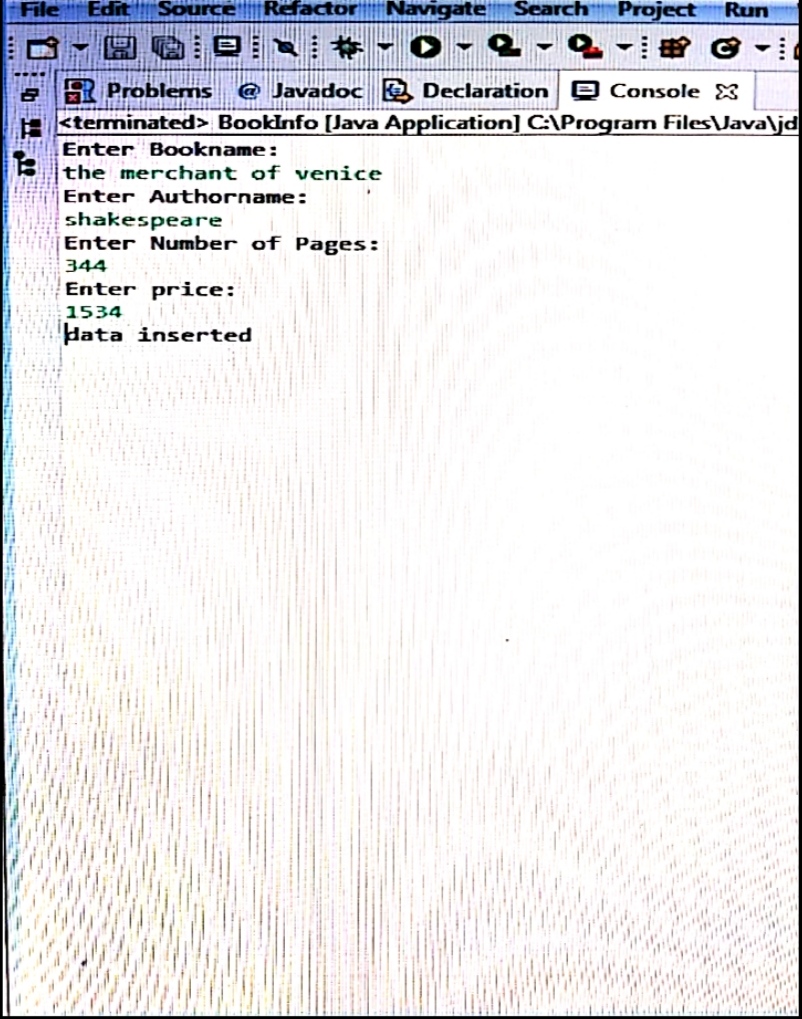 File Edit Source Refactor Navigate Search Project Run
Problems @ Javadoc Declaration Console
<terminated> BookInfo [Java Application] C:\Program Files\Java\jd
Enter Bookname:
the merchant of venice
Enter Authorname:
shakespeare
Enter Number of Pages:
344
Enter price:
1534
data inserted